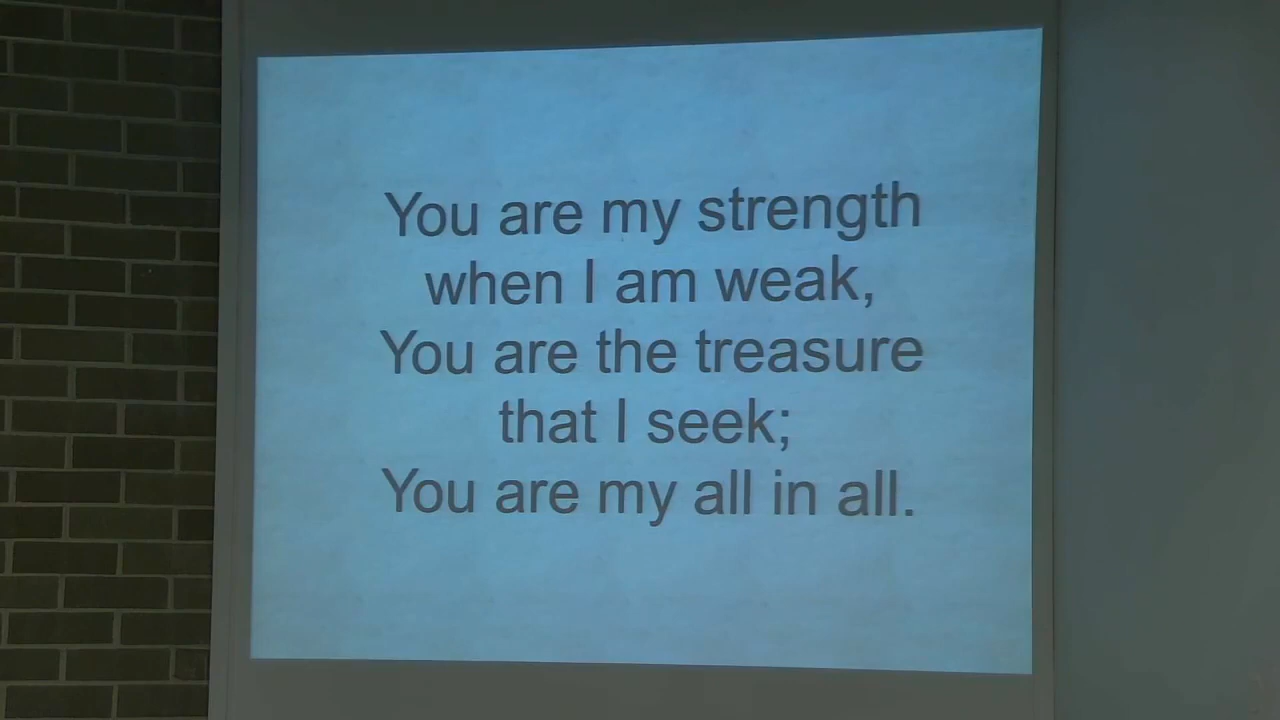 You are my strength
when I am weak,
You are the treasure
that I seek;
You are my all in all.